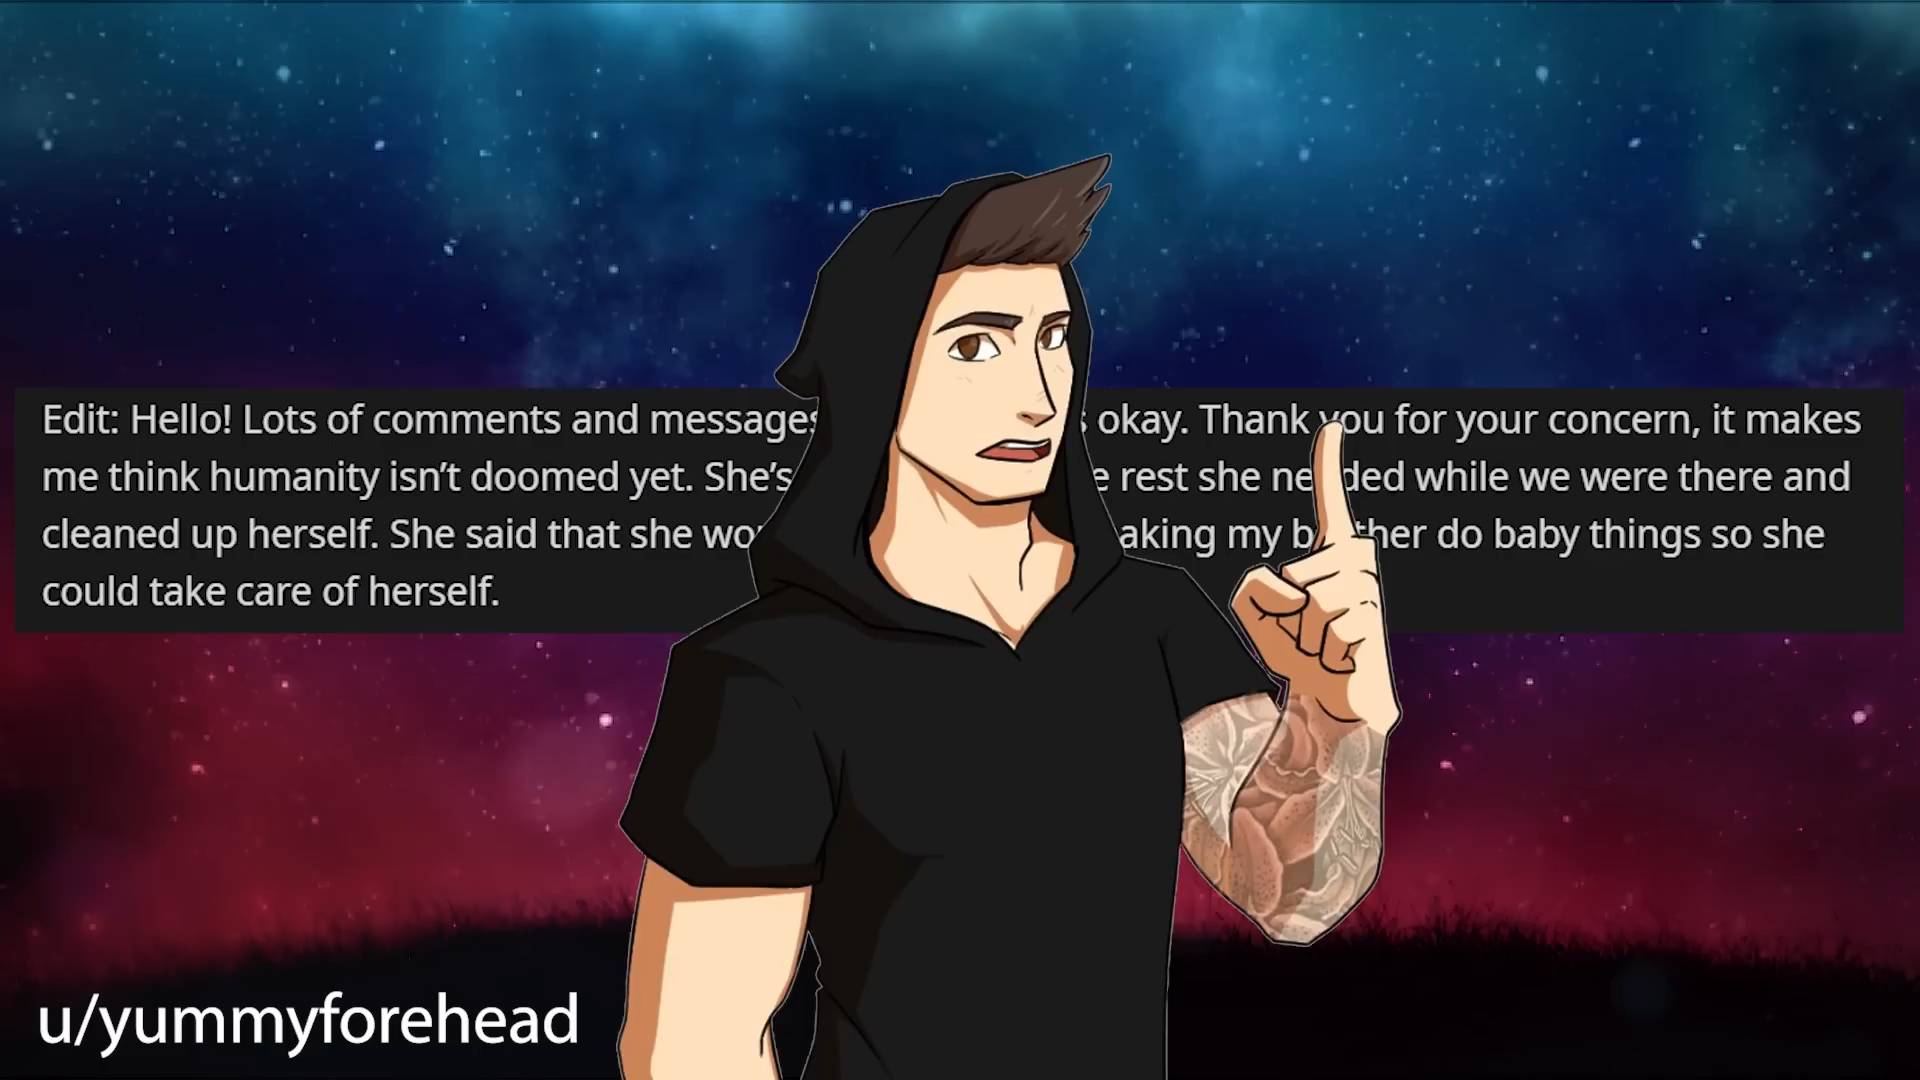 Edit: Hello! Lots of comments and messages okay. Thank you for your concern, it makes
me think humanity isn’t doomed yet. She’s rest she needed while we were there and
cleaned up herself. She said that she my brother do baby things so she
could take care of herself.
u/yummyforehead